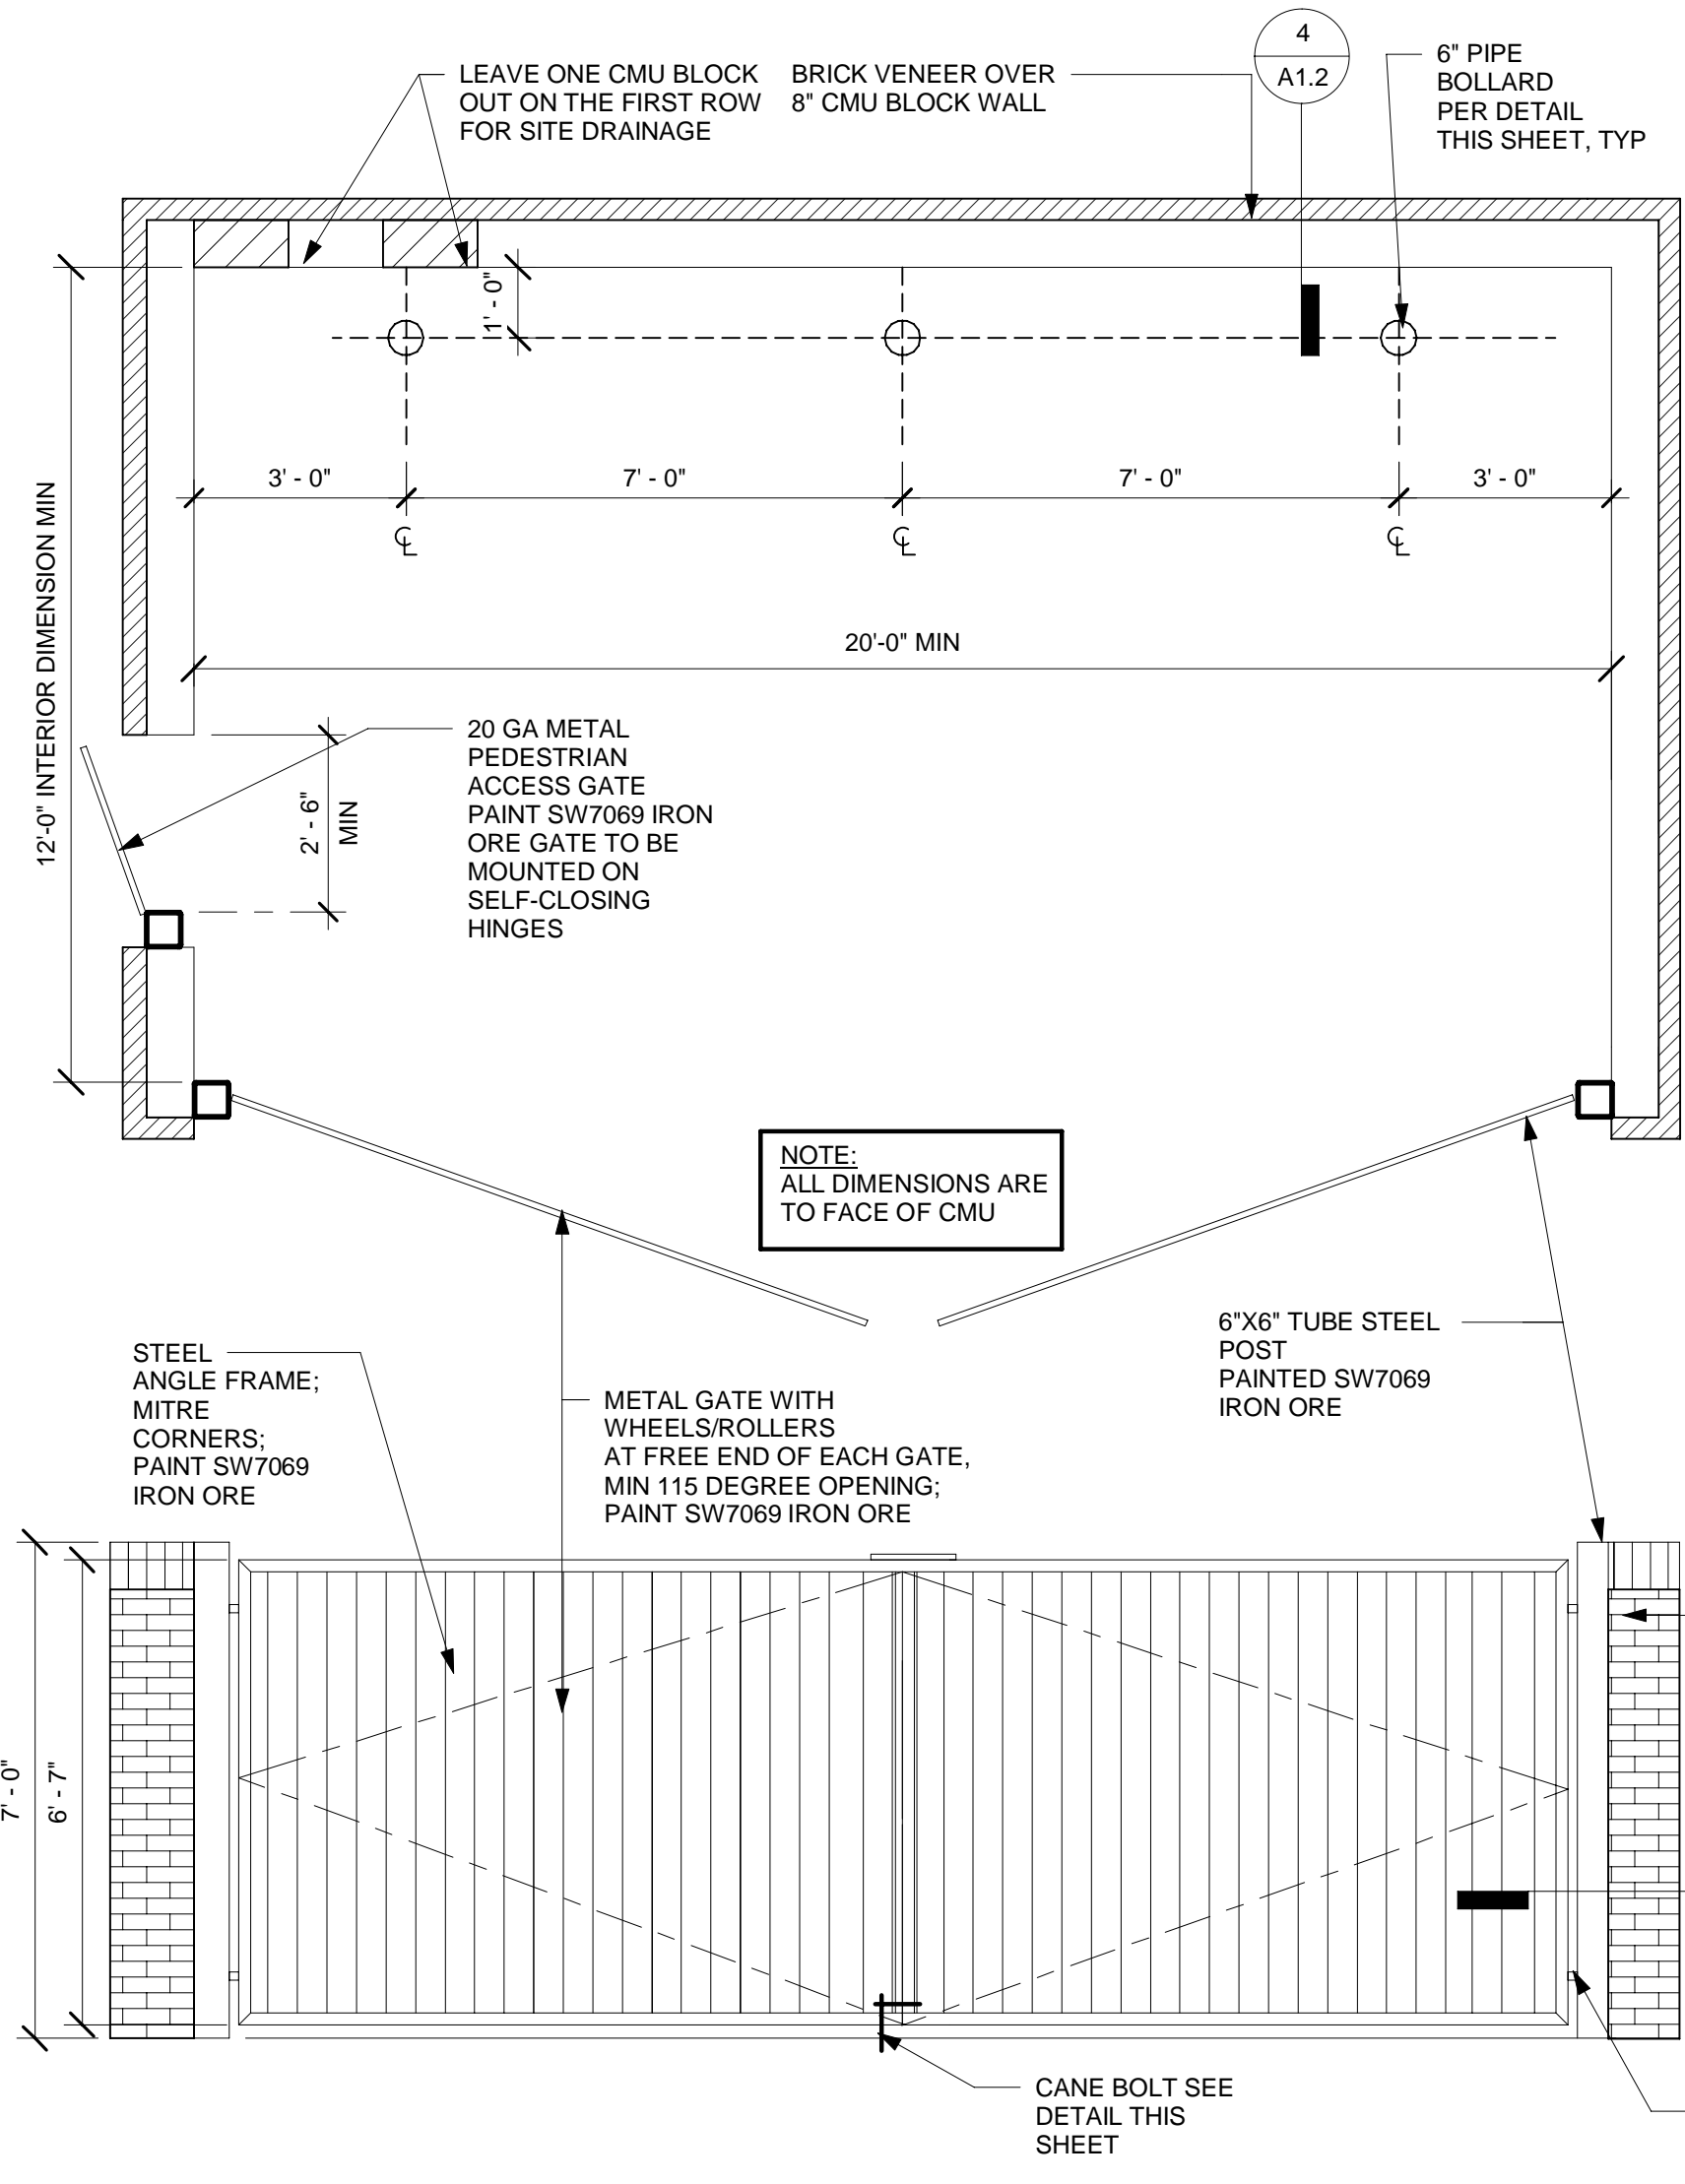 LEAVE ONE CMU BLOCK
OUT ON THE FIRST ROW
FOR SITE DRAINAGE
BRICK VENEER OVER
8" CMU BLOCK WALL
4
A1.2
6" PIPE
BOLLARD
PER DETAIL
THIS SHEET, TYP
1' - 0"
3' - 0"
7' - 0"
7' - 0"
3' - 0"
℄
℄
℄
20'-0" MIN
12'-0" INTERIOR DIMENSION MIN
20 GA METAL
PEDESTRIAN
ACCESS GATE
PAINT SW7069 IRON
ORE GATE TO BE
MOUNTED ON
SELF-CLOSING
HINGES
2' - 6"
MIN
NOTE:
ALL DIMENSIONS ARE
TO FACE OF CMU
STEEL
ANGLE FRAME;
MITRE
CORNERS;
PAINT SW7069
IRON ORE
METAL GATE WITH
WHEELS/ROLLERS
AT FREE END OF EACH GATE,
MIN 115 DEGREE OPENING;
PAINT SW7069 IRON ORE
6"X6" TUBE STEEL
POST
PAINTED SW7069
IRON ORE
7' - 0"
6' - 7"
CANE BOLT SEE
DETAIL THIS
SHEET